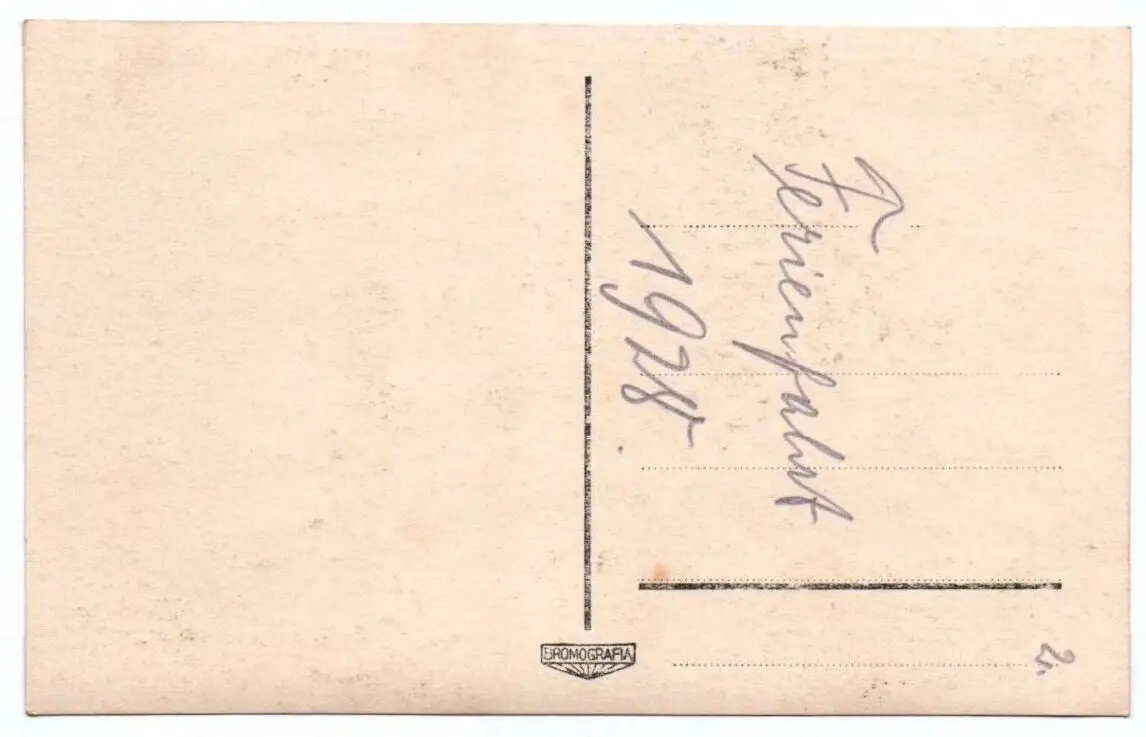 Ferienfahrt
1928
BROMOGRAFIA
2.